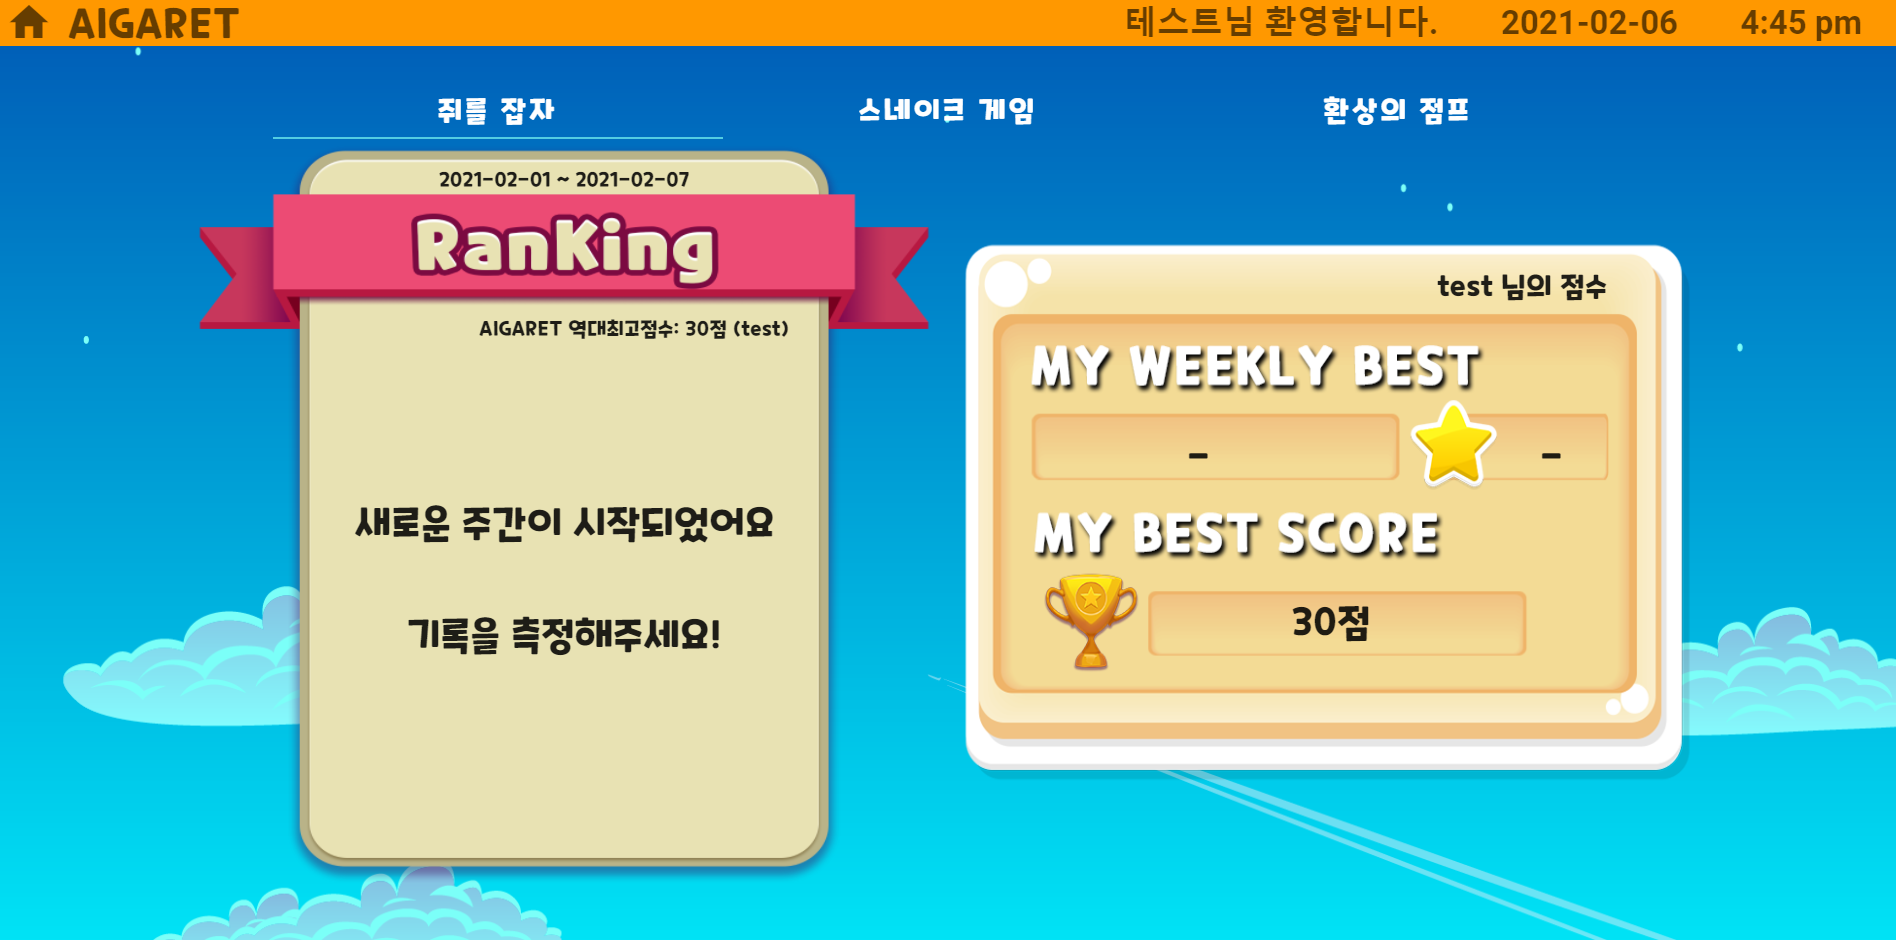 AIGARET
테스트님 환영합니다. 2021-02-06 4:45 pm
쥐를 잡자 스네이크 게임 환상의 점프
2021-02-01 ~ 2021-02-07
RanKing
AIGARET 역대최고점수: 30점 (test)
새로운 주간이 시작되었어요
기록을 측정해주세요!
test 님의 점수
MY WEEKLY BEST
- -
MY BEST SCORE
30점